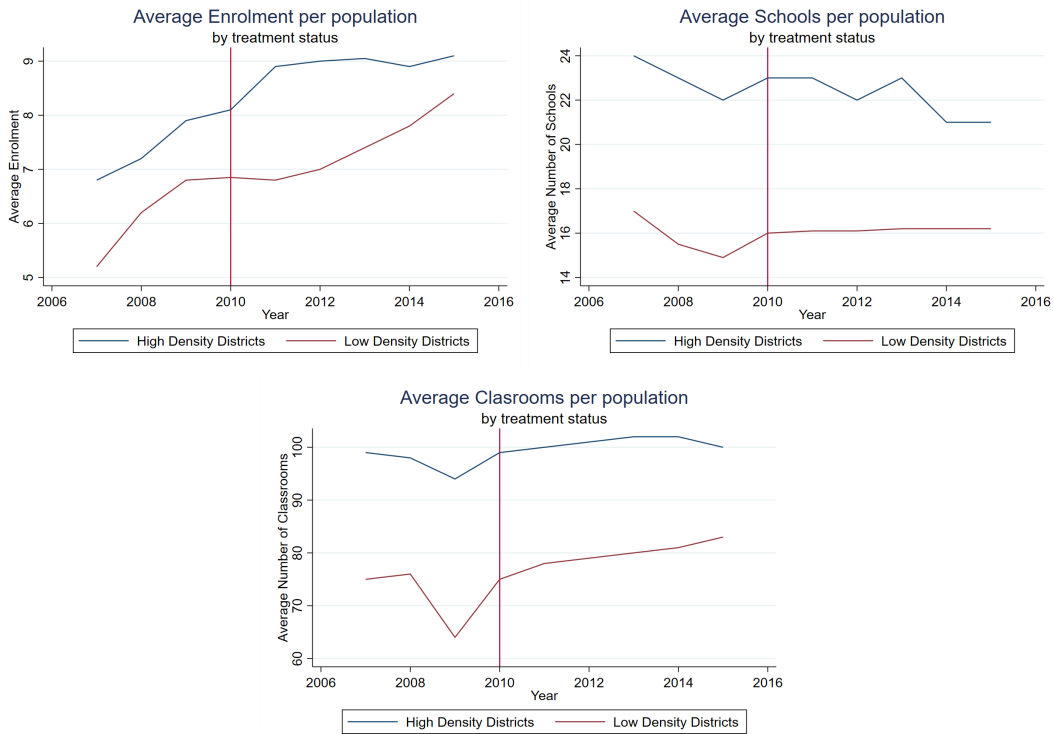 Average Enrolment per population
by treatment status
Average Enrolment
9
8
7
6
5
2006 2008 2010 2012 2014 2016
Year
High Density Districts Low Density Districts
Average Schools per population
by treatment status
Average Number of Schools
24
22
20
18
16
14
2006 2008 2010 2012 2014 2016
Year
High Density Districts Low Density Districts
Average Clasrooms per population
by treatment status
Average Number of Classrooms
100
90
80
70
60
2006 2008 2010 2012 2014 2016
Year
High Density Districts Low Density Districts